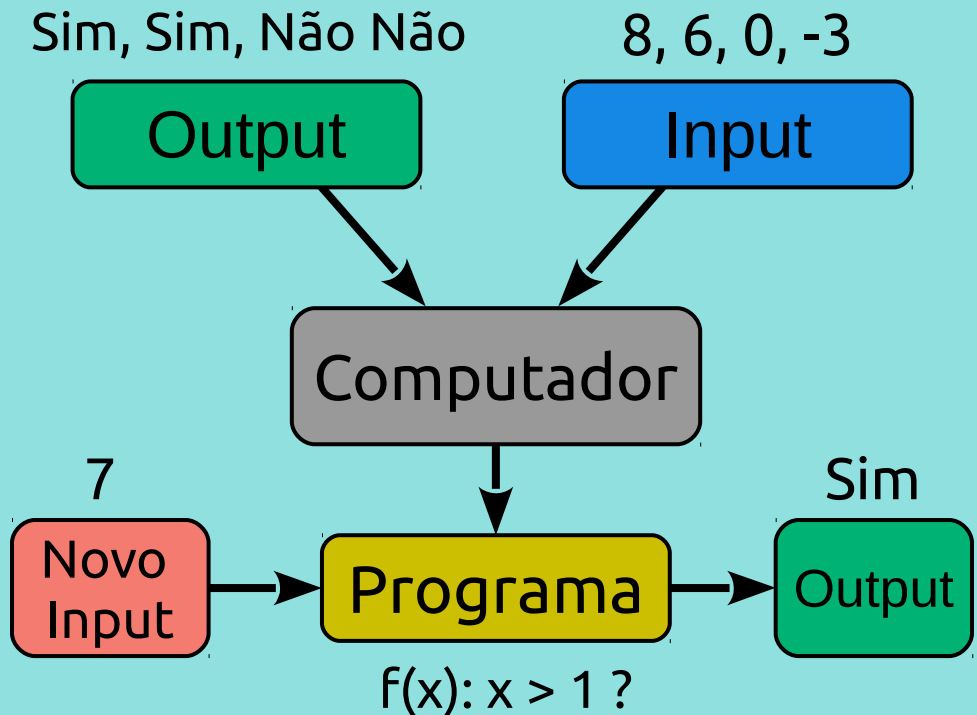 Sim, Sim, Não Não
8, 6, 0, -3
Output
Input
Computador
7
Sim
Novo
Input
Programa
Output
f(x): x > 1 ?